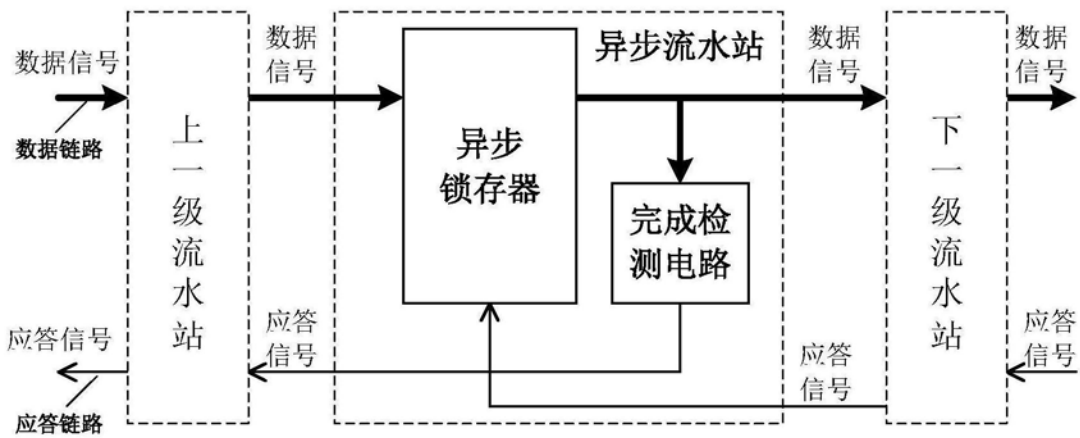 数据信号
数据链路
应答信号
应答链路
上一级流水站
数据
信号
应答
信号
异步流水站
异步
锁存器
完成检
测电路
数据
信号
应答
信号
下一级流水站
数据
信号
应答
信号